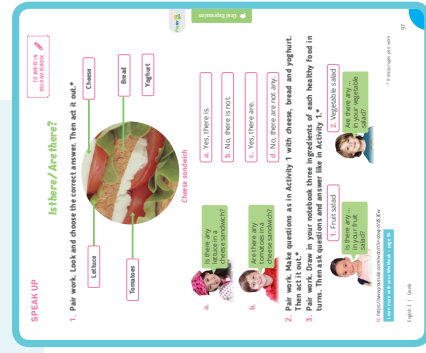 SPEAK UP
Is there / Are there?
1. Pair work. Look and choose the correct answer. Then act it out.*
Lettuce
Cheese
Bread
Tomatoes
Yoghurt
Cheese sandwich
a.
Is there any
lettuce in a
cheese sandwich?
b.
Are there any
tomatoes in a
cheese sandwich?
a. Yes, there is.
b. No, there is not.
c. Yes, there are.
d. No, there are not any.
2. Pair work. Make questions as in Activity 1 with cheese, bread and yoghurt.
Then act it out.*
3. Pair work. Draw in your notebook three ingredients of each healthy food in
turns. Then ask questions and answer like in Activity 1.*
1. Fruit salad
Is there any ...
in your fruit
salad?
2. Vegetable salad
Are there any ...
in your vegetable
salad?
Oral Expression
97